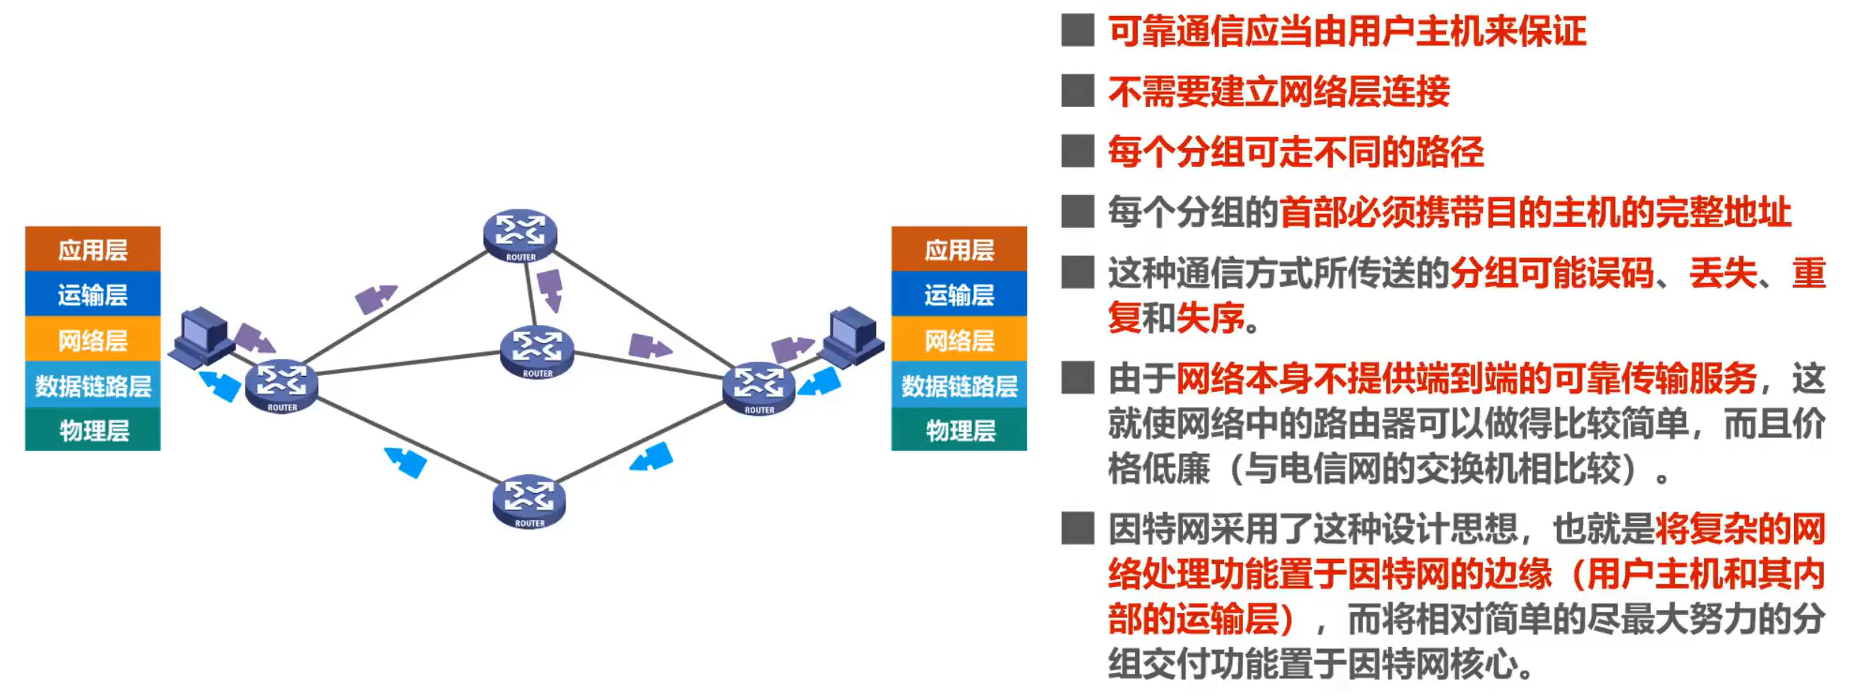 应用层
运输层
网络层
数据链路层
物理层
ROUTER
ROUTER
ROUTER
ROUTER
ROUTER
应用层
运输层
网络层
数据链路层
物理层
可靠通信应当由用户主机来保证
不需要建立网络层连接
每个分组可走不同的路径
每个分组的首部必须携带目的主机的完整地址
这种通信方式所传送的分组可能误码、丢失、重
复和失序。
由于网络本身不提供端到端的可靠传输服务，这
就使网络中的路由器可以做得比较简单，而且价
格低廉（与电信网的交换机相比较）。
因特网采用了这种设计思想，也就是将复杂的网
络处理功能置于因特网的边缘（用户主机和其内
部的运输层），而将相对简单的尽最大努力的分
组交付功能置于因特网核心。